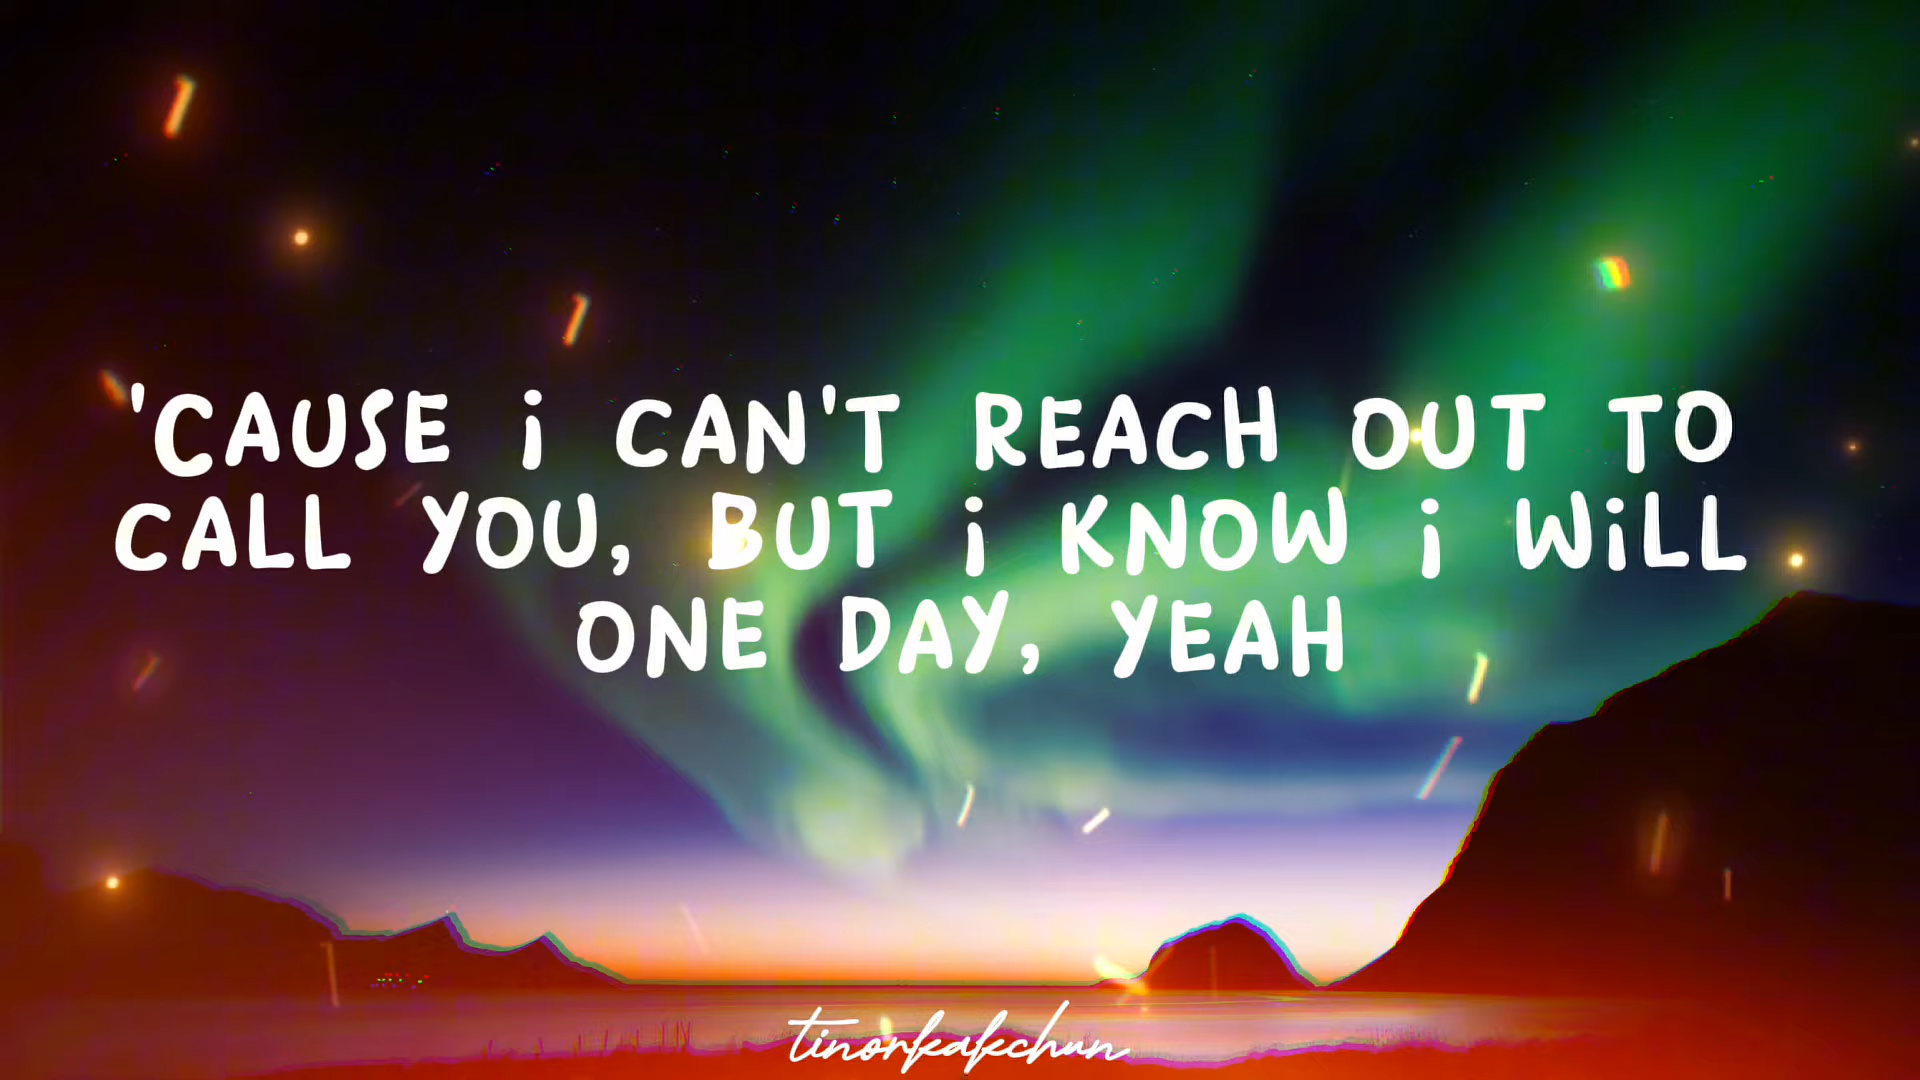 'CAUSE i CAN'T REACH OUT TO
CALL YOU, BUT i KNOW i WiLL
ONE DAY, YEAH
tinorkakchun